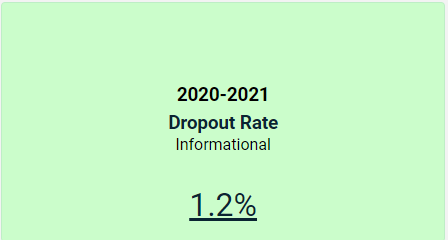 2020-2021
Dropout Rate
Informational
1.2%